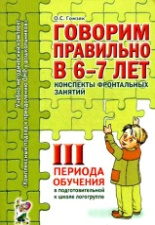 О.С. Гомзяк
ГОВОРИМ
ПРАВИЛЬНО
В 6–7 ЛЕТ
КОНСПЕКТЫ ФРОНТАЛЬНЫХ
ЗАНЯТИЙ
III
ПЕРИОДА
ОБУЧЕНИЯ
в подготовительной
к школе логогруппе